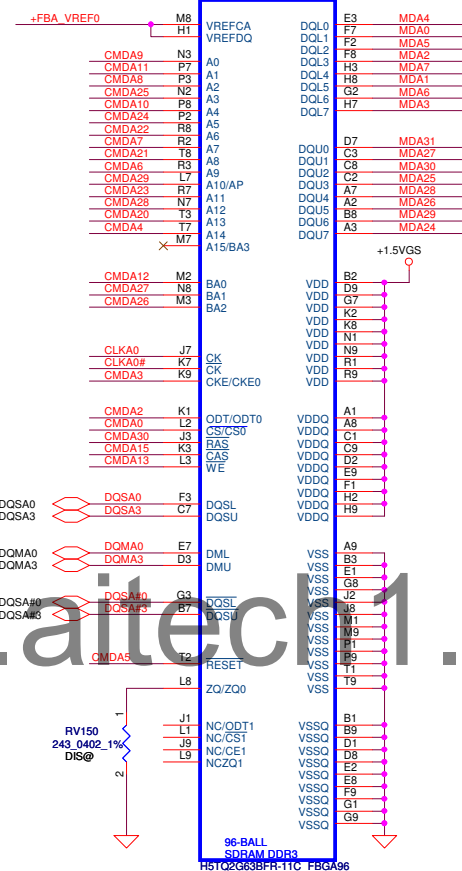 +FBA_VREF0 M8 VREFCA DQL0 E3 MDA4
H1 VREFDQ DQL1 F7 MDA0
DQL2 F2 MDA5
CMDA9 N3 A0 DQL3 F8 MDA2
CMDA11 P7 A1 DQL4 H3 MDA7
CMDA8 P3 A2 DQL5 H8 MDA1
CMDA25 N2 A3 DQL6 G2 MDA6
CMDA10 P8 A4 DQL7 H7 MDA3
CMDA24 P2 A5
CMDA22 R8 A6
CMDA7 R2 A7 DQU0 D7 MDA31
CMDA21 T8 A8 DQU1 C3 MDA27
CMDA6 R3 A9 DQU2 C8 MDA30
CMDA29 L7 A10/AP DQU3 C2 MDA25
CMDA23 R7 A11 DQU4 A7 MDA28
CMDA28 N7 A12 DQU5 A2 MDA26
CMDA20 T3 A13 DQU6 B8 MDA29
CMDA4 T7 A14 DQU7 A3 MDA24
M7 A15/BA3
+1.5VGS
CMDA12 M2 BA0 VDD B2
CMDA27 N8 BA1 VDD D9
CMDA26 M3 BA2 VDD G7
VDD K2
VDD K8
VDD N1
CLKA0 J7 CK VDD N9
CLKA0# K7 CK VDD R1
CMDA3 K9 CKE/CKE0 VDD R9
CMDA2 K1 ODT/ODT0 VDDQ A1
CMDA0 L2 CS/CS0 VDDQ A8
CMDA30 J3 RAS VDDQ C1
CMDA15 K3 CAS VDDQ C9
CMDA13 L3 WE VDDQ D2
VDDQ E9
VDDQ F1
DQSA0 DQSA0 F3 DQSL VDDQ H2
DQSA3 DQSA3 C7 DQSU VDDQ H9
DQMA0 DQMA0 E7 DML VSS A9
DQMA3 DQMA3 D3 DMU VSS B3
VSS E1
VSS G8
DQSA#0 DQSA#0 G3 DQSL VSS J2
DQSA#3 DQSA#3 B7 DQSU VSS J8
VSS M1
VSS M9
.aitech1.
VSS P1
CMDA5 T2 RESET VSS P9
VSS T1
L8 ZQ/ZQ0 VSS T9
J1 NC/ODT1 VSSQ B1
L1 NC/CS1 VSSQ B9
J9 NC/CE1 VSSQ D1
L9 NCZQ1 VSSQ D8
VSSQ E2
VSSQ E8
VSSQ F9
VSSQ G1
VSSQ G9
1
RV150
243_0402_1%
DIS@
2
96-BALL
SDRAM DDR3
H5TQ2G63BFR-11C FBGA96